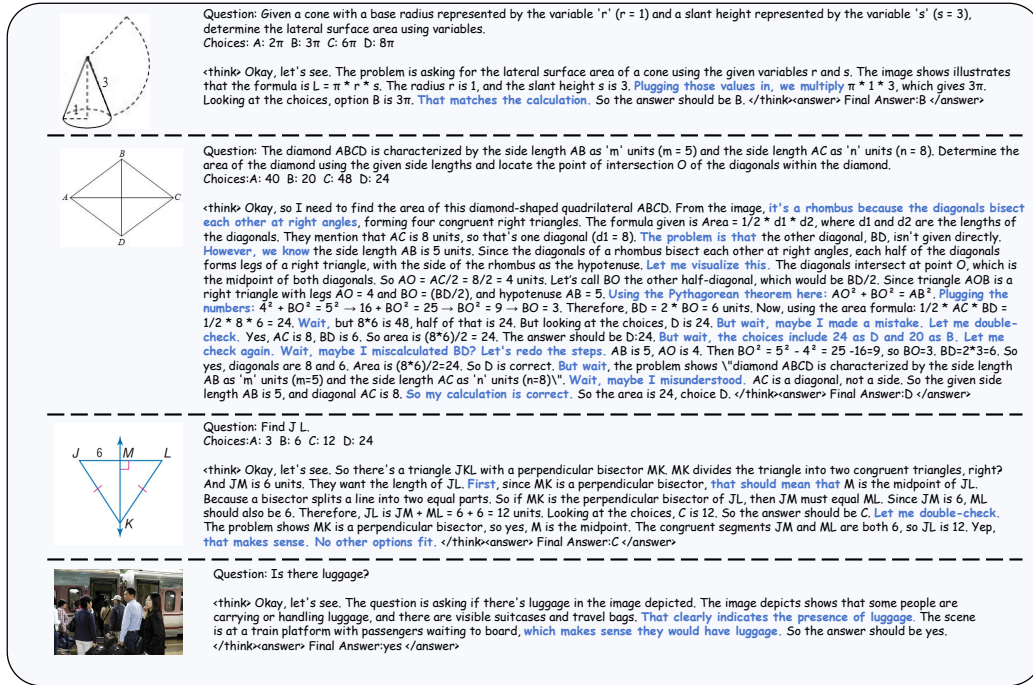 Question: Given a cone with a base radius represented by the variable 'r' (r = 1) and a slant height represented by the variable 's' (s = 3),
determine the lateral surface area using variables.
Choices: A: 2π B: 3π C: 6π D: 8π
3
1
<think> Okay, let's see. The problem is asking for the lateral surface area of a cone using the given variables r and s. The image shows illustrates
that the formula is L = π * r * s. The radius r is 1, and the slant height s is 3. Plugging those values in, we multiply π * 1 * 3, which gives 3π.
Looking at the choices, option B is 3π. That matches the calculation. So the answer should be B. </think><answer> Final Answer:B </answer>
Question: The diamond ABCD is characterized by the side length AB as 'm' units (m = 5) and the side length AC as 'n' units (n = 8). Determine the
area of the diamond using the given side lengths and locate the point of intersection O of the diagonals within the diamond.
Choices:A: 40 B: 20 C: 48 D: 24
B
A
C
D
<think> Okay, so I need to find the area of this diamond-shaped quadrilateral ABCD. From the image, it's a rhombus because the diagonals bisect
each other at right angles, forming four congruent right triangles. The formula given is Area = 1/2 * d1 * d2, where d1 and d2 are the lengths of
the diagonals. They mention that AC is 8 units, so that's one diagonal (d1 = 8). The problem is that the other diagonal, BD, isn't given directly.
However, we know the side length AB is 5 units. Since the diagonals of a rhombus bisect each other at right angles, each half of the diagonals
forms legs of a right triangle, with the side of the rhombus as the hypotenuse. Let me visualize this. The diagonals intersect at point O, which is
the midpoint of both diagonals. So AO = AC/2 = 8/2 = 4 units. Let's call BO the other half-diagonal, which would be BD/2. Since triangle AOB is a
right triangle with legs AO = 4 and BO = (BD/2), and hypotenuse AB = 5. Using the Pythagorean theorem here: AO² + BO² = AB². Plugging the
numbers: 4² + BO² = 5² → 16 + BO² = 25 → BO² = 9 → BO = 3. Therefore, BD = 2 * BO = 6 units. Now, using the area formula: 1/2 * AC * BD =
1/2 * 8 * 6 = 24. Wait, but 8*6 is 48, half of that is 24. But looking at the choices, D is 24. But wait, maybe I made a mistake. Let me double-
check. Yes, AC is 8, BD is 6. So area is (8*6)/2 = 24. The answer should be D:24. But wait, the choices include 24 as D and 20 as B. Let me
check again. Wait, maybe I miscalculated BD? Let's redo the steps. AB is 5, AO is 4. Then BO² = 5² - 4² = 25 -16=9, so BO=3. BD=2*3=6. So
yes, diagonals are 8 and 6. Area is (8*6)/2=24. So D is correct. But wait, the problem shows \"diamond ABCD is characterized by the side length
AB as 'm' units (m=5) and the side length AC as 'n' units (n=8)\". Wait, maybe I misunderstood. AC is a diagonal, not a side. So the given side
length AB is 5, and diagonal AC is 8. So my calculation is correct. So the area is 24, choice D. </think><answer> Final Answer:D </answer>
Question: Find J L.
Choices:A: 3 B: 6 C: 12 D: 24
J 6 M L
K
<think> Okay, let's see. So there's a triangle JKL with a perpendicular bisector MK. MK divides the triangle into two congruent triangles, right?
And JM is 6 units. They want the length of JL. First, since MK is a perpendicular bisector, that should mean that M is the midpoint of JL.
Because a bisector splits a line into two equal parts. So if MK is the perpendicular bisector of JL, then JM must equal ML. Since JM is 6, ML
should also be 6. Therefore, JL is JM + ML = 6 + 6 = 12 units. Looking at the choices, C is 12. So the answer should be C. Let me double-check.
The problem shows MK is a perpendicular bisector, so yes, M is the midpoint. The congruent segments JM and ML are both 6, so JL is 12. Yep,
that makes sense. No other options fit. </think><answer> Final Answer:C </answer>
Question: Is there luggage?
<think> Okay, let's see. The question is asking if there's luggage in the image depicted. The image depicts shows that some people are
carrying or handling luggage, and there are visible suitcases and travel bags. That clearly indicates the presence of luggage. The scene
is at a train platform with passengers waiting to board, which makes sense they would have luggage. So the answer should be yes.
</think><answer> Final Answer:yes </answer>